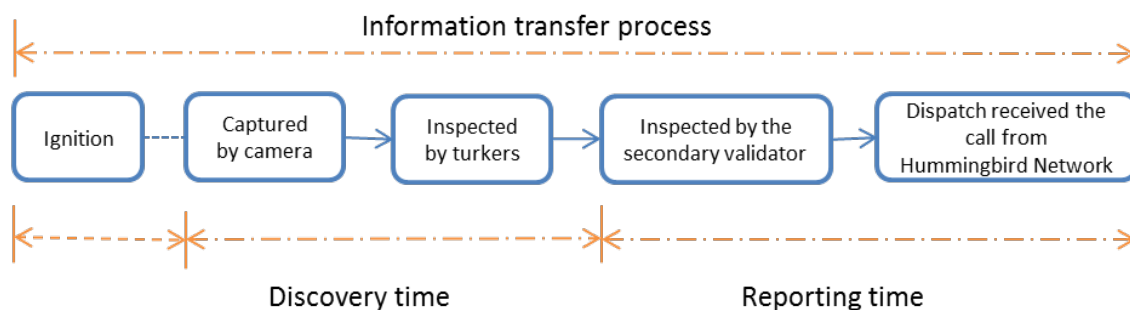 Information transfer process
Ignition
Captured
by camera
Inspected
by turkers
Inspected by the
secondary validator
Dispatch received the
call from
Hummingbird Network
Discovery time
Reporting time